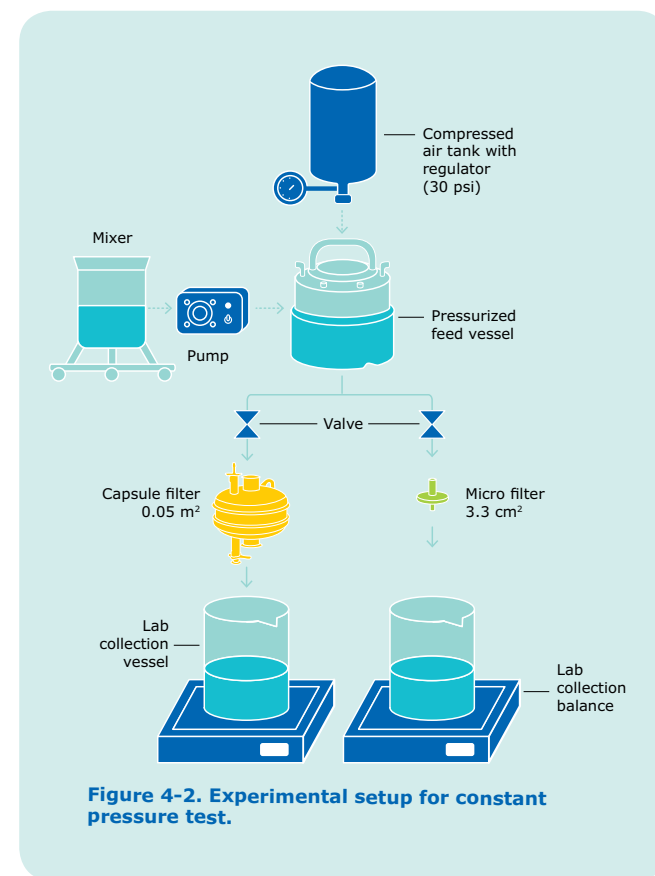 Compressed
air tank with
regulator
(30 psi)
Mixer
Pump
Pressurized
feed vessel
Valve
Capsule filter
0.05 m²
Micro filter
3.3 cm²
Lab
collection
vessel
Lab
collection
balance
Figure 4-2. Experimental setup for constant
pressure test.